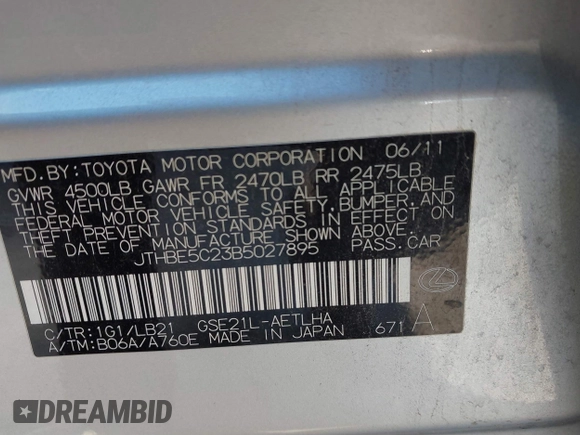 MFD.BY:TOYOTA MOTOR CORPORATION 06/11
GVWR 4500LB GAWR FR 2470LB RR 2475LB
THIS VEHICLE CONFORMS TO ALL APPLICABLE
FEDERAL MOTOR VEHICLE SAFETY,BUMPER,AND
THEFT PREVENTION STANDARDS IN EFFECT ON
THE DATE OF MANUFACTURE SHOWN ABOVE.
JTHBE5C23B5027895 PASS.CAR
C/TR:1G1/LB21 GSE21L-AETLHA
A/TM:B06A/A760E MADE IN JAPAN 671 A
DREAMBID